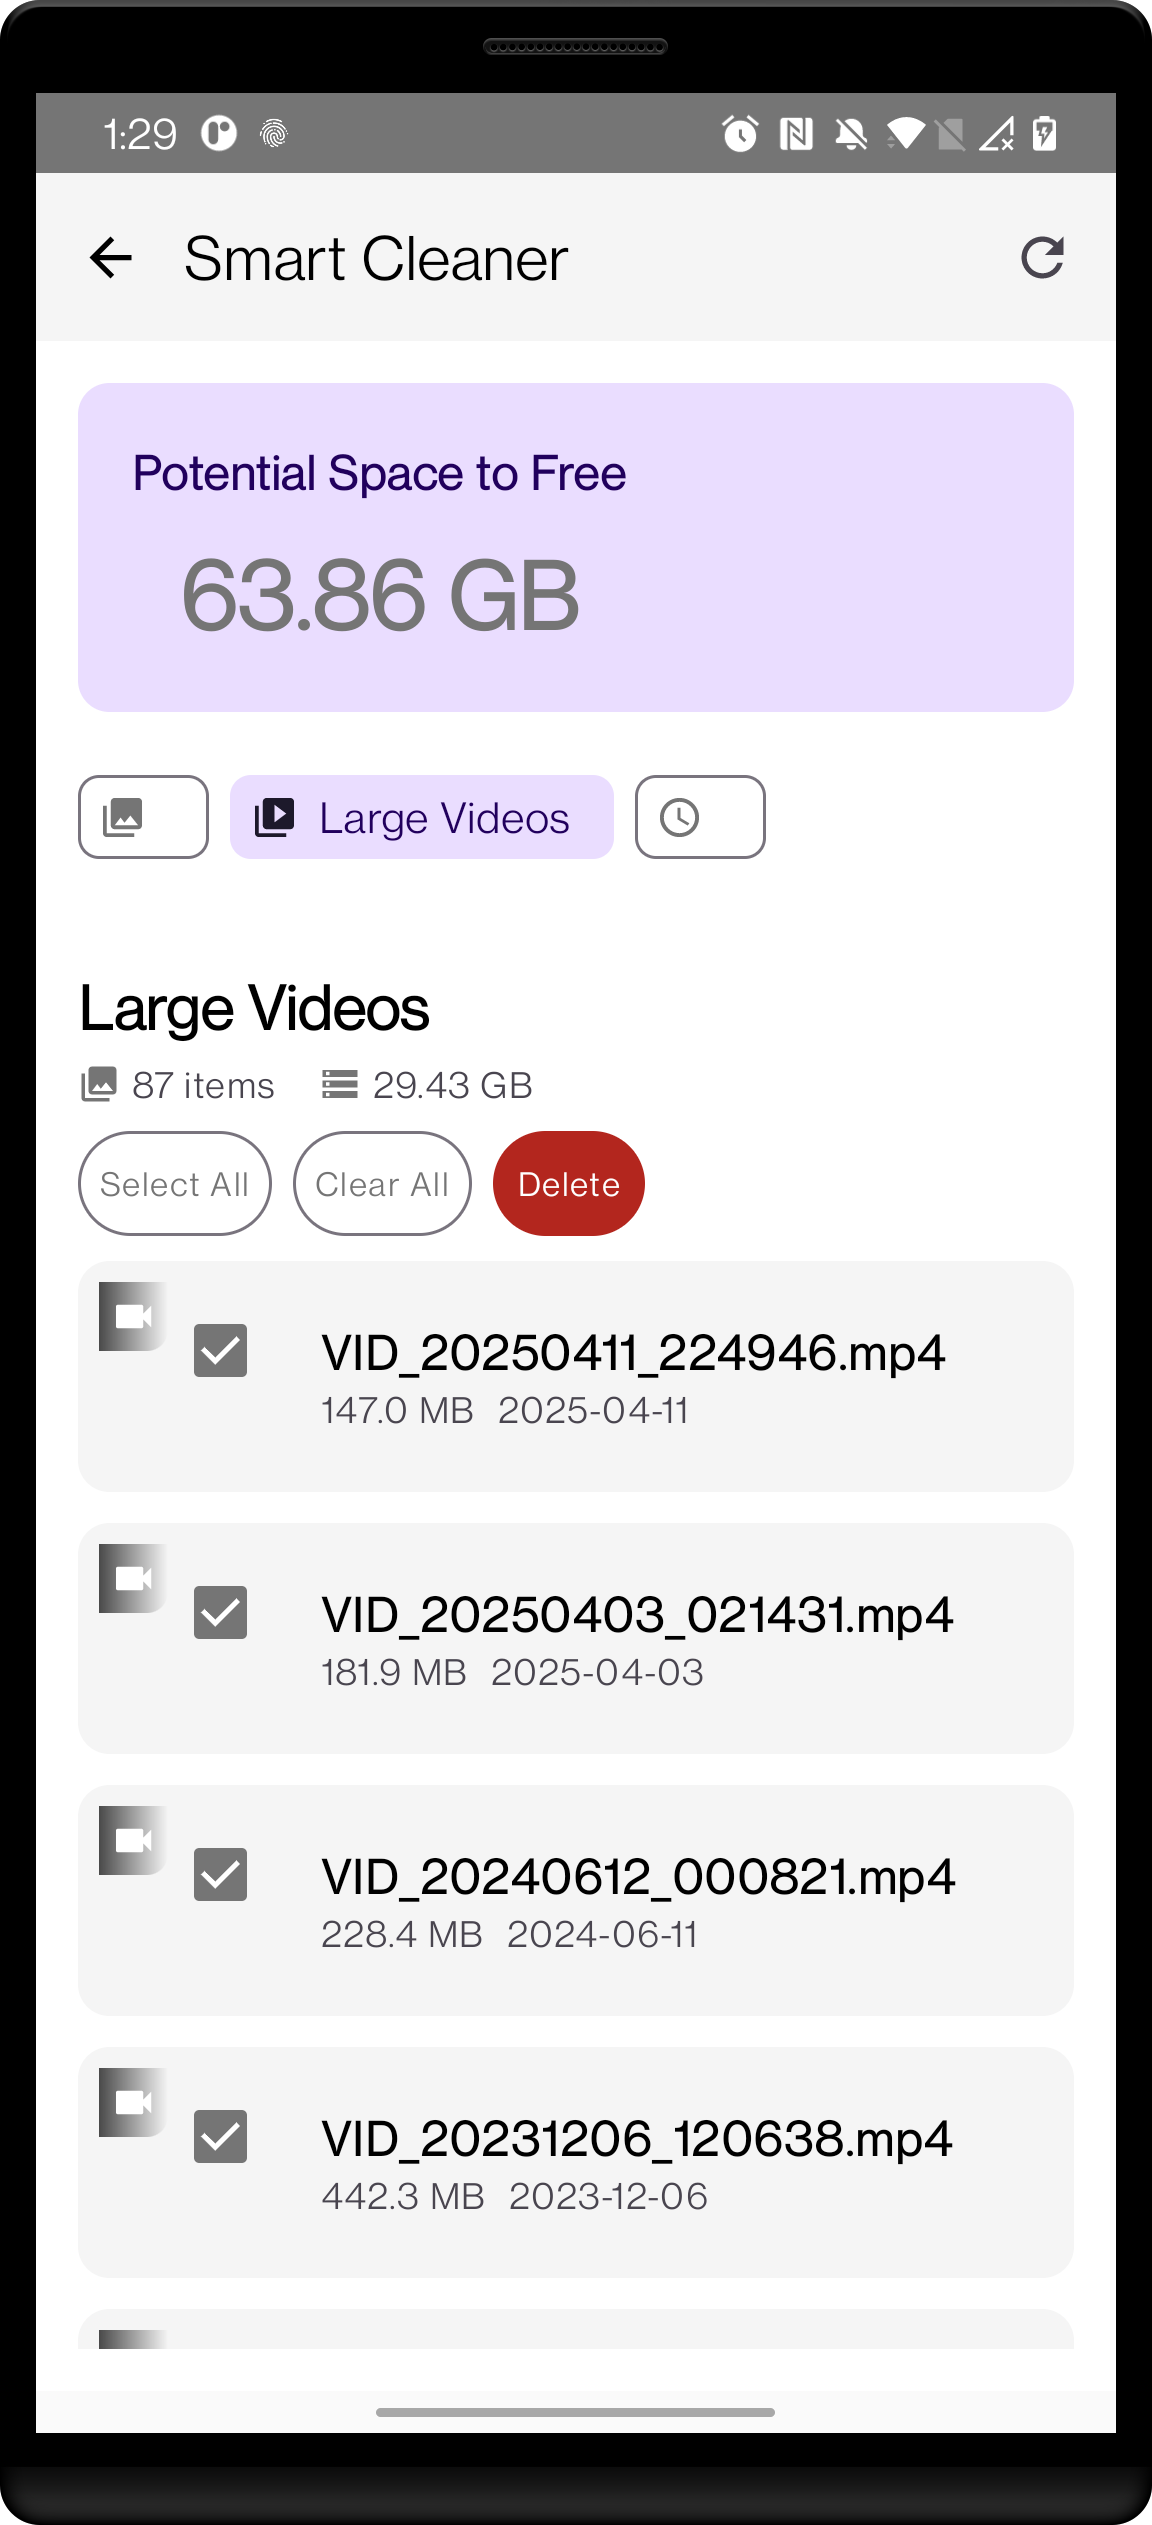 1:29
Smart Cleaner
Potential Space to Free
63.86 GB
Large Videos
Large Videos
87 items 29.43 GB
Select All Clear All Delete
VID_20250411_224946.mp4
147.0 MB 2025-04-11
VID_20250403_021431.mp4
181.9 MB 2025-04-03
VID_20240612_000821.mp4
228.4 MB 2024-06-11
VID_20231206_120638.mp4
442.3 MB 2023-12-06